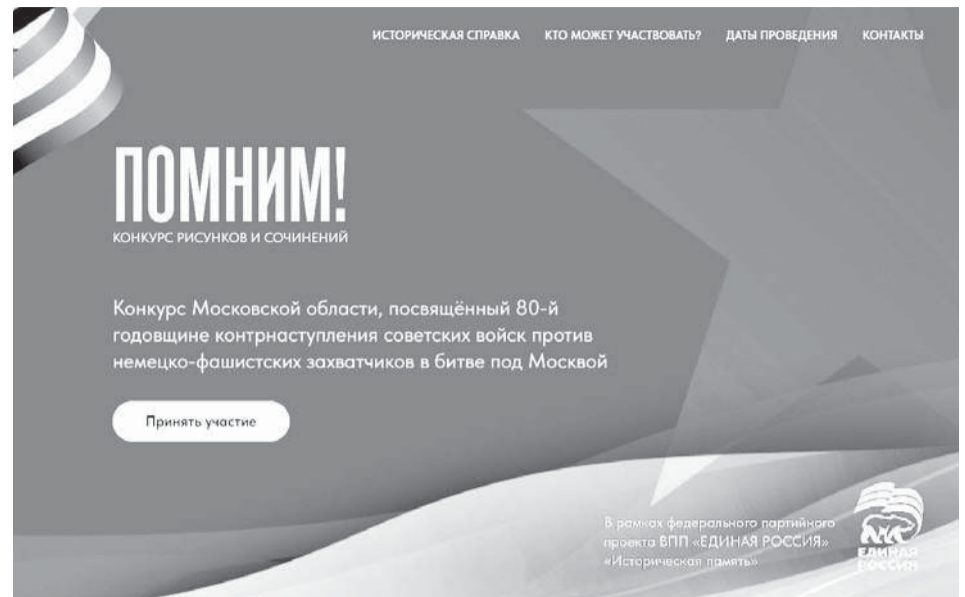 ИСТОРИЧЕСКАЯ СПРАВКА КТО МОЖЕТ УЧАСТВОВАТЬ? ДАТЫ ПРОВЕДЕНИЯ КОНТАКТЫ
ПОМНИМ!
КОНКУРС РИСУНКОВ И СОЧИНЕНИЙ
Конкурс Московской области, посвящённый 80-й
годовщине контрнаступления советских войск против
немецко-фашистских захватчиков в битве под Москвой
Принять участие
В рамках федерального партийного
проекта ВПП «ЕДИНАЯ РОССИЯ»
«Историческая память»
ЕДИНАЯ
РОССИЯ